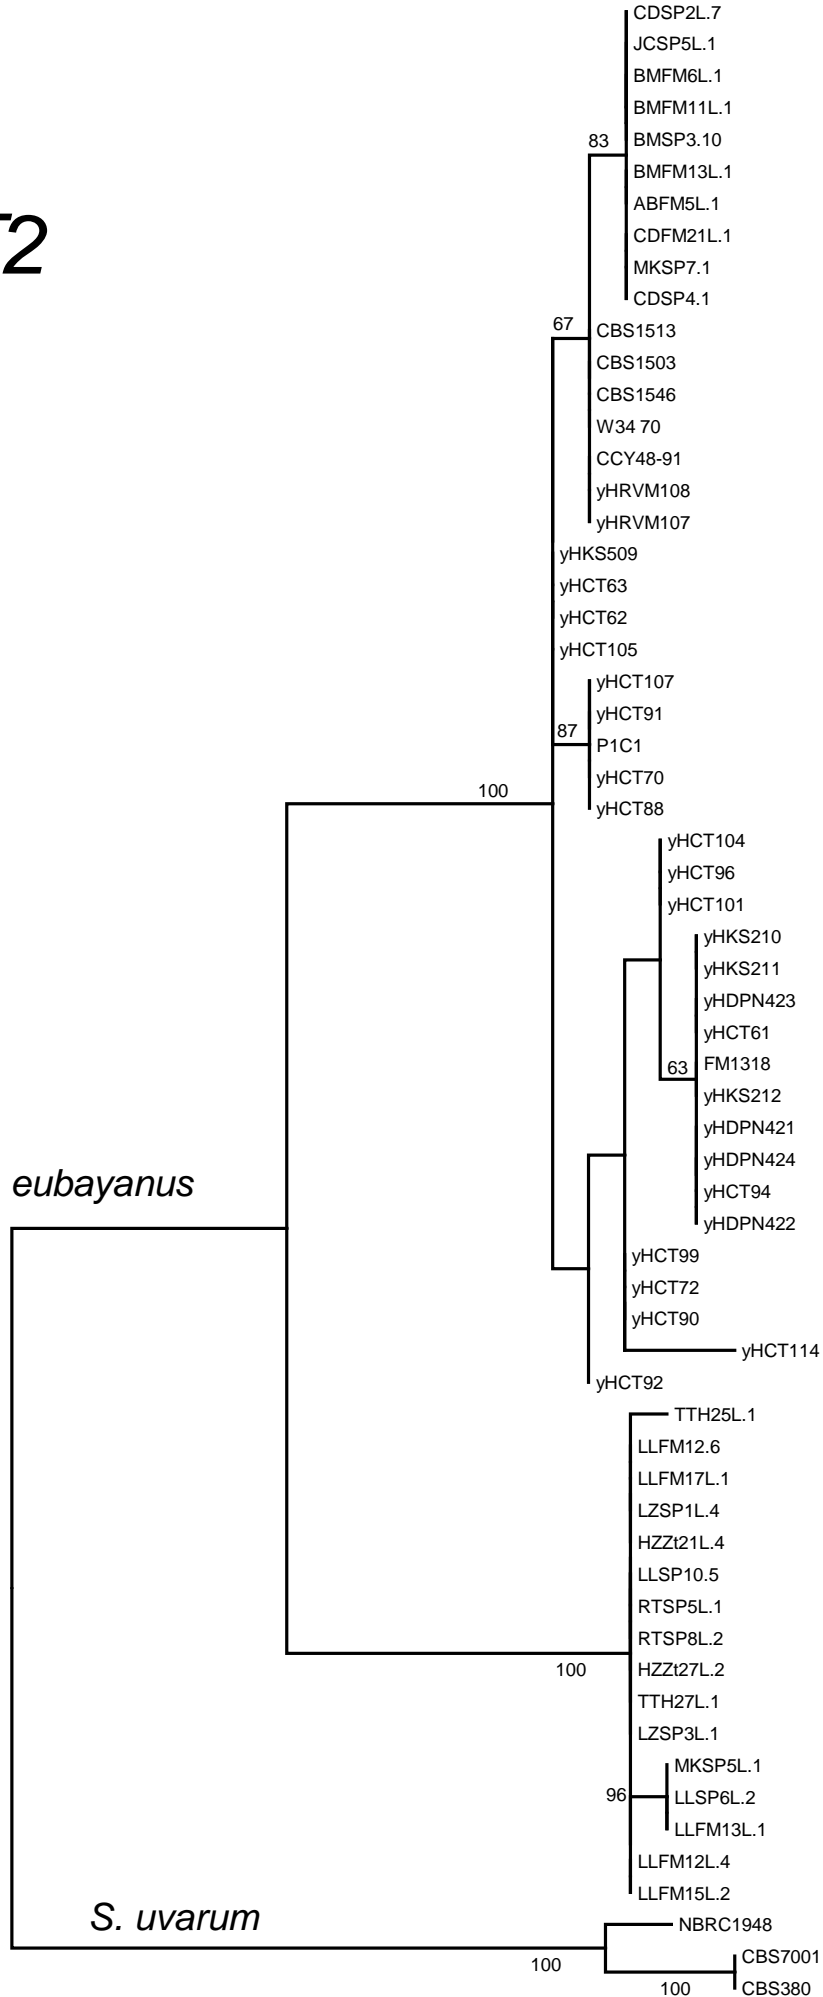 CDSP2L.7
JCSP5L.1
BMFM6L.1
BMFM11L.1
83
BMSP3.10
BMFM13L.1
ABFM5L.1
T2
CDFM21L.1
MKSP7.1
CDSP4.1
67
CBS1513
CBS1503
CBS1546
W34 70
CCY48-91
yHRVM108
yHRVM107
yHKS509
yHCT63
yHCT62
yHCT105
yHCT107
yHCT91
87
P1C1
yHCT70
100
yHCT88
yHCT104
yHCT96
yHCT101
yHKS210
yHKS211
yHDPN423
yHCT61
63
FM1318
yHKS212
yHDPN421
yHDPN424
eubayanus
yHCT94
yHDPN422
yHCT99
yHCT72
yHCT90
yHCT114
yHCT92
TTH25L.1
LLFM12.6
LLFM17L.1
LZSP1L.4
HZZt21L.4
LLSP10.5
RTSP5L.1
RTSP8L.2
100
HZZt27L.2
TTH27L.1
LZSP3L.1
MKSP5L.1
96
LLSP6L.2
LLFM13L.1
LLFM12L.4
LLFM15L.2
S. uvarum
NBRC1948
100
CBS7001
100
CBS380